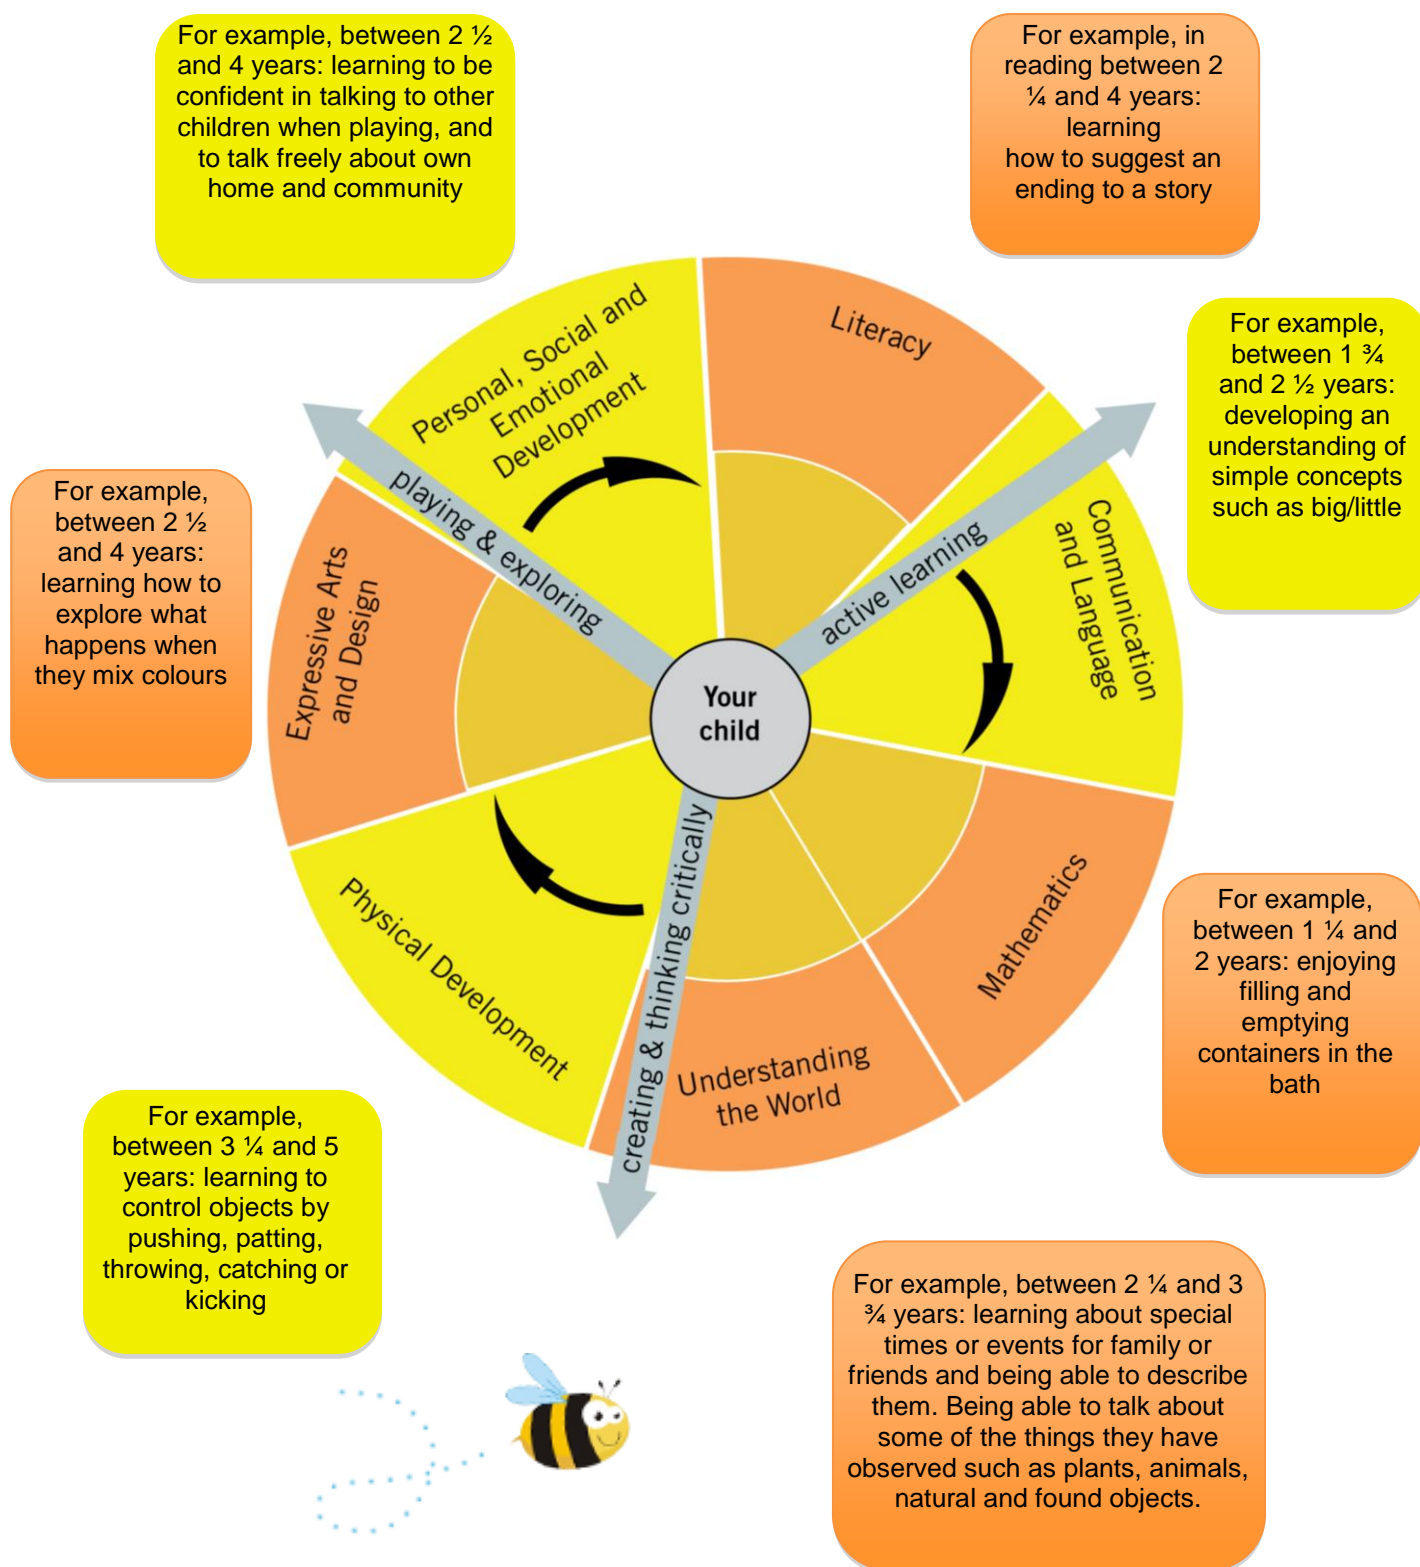 For example, between 2 ½
and 4 years: learning to be
confident in talking to other
children when playing, and
to talk freely about own
home and community
For example, in
reading between 2
¼ and 4 years:
learning
how to suggest an
ending to a story
For example,
between 1 ¾
and 2 ½ years:
developing an
understanding of
simple concepts
such as big/little
For example,
between 2 ½
and 4 years:
learning how to
explore what
happens when
they mix colours
Personal, Social and
Emotional
Development
Literacy
Communication
and Language
playing & exploring
active learning
Expressive Arts
and Design
Your
child
Physical Development
creating & thinking critically
Understanding
the World
Mathematics
For example,
between 1 ¼ and
2 years: enjoying
filling and
emptying
containers in the
bath
For example,
between 3 ¼ and 5
years: learning to
control objects by
pushing, patting,
throwing, catching or
kicking
For example, between 2 ¼ and 3
¾ years: learning about special
times or events for family or
friends and being able to describe
them. Being able to talk about
some of the things they have
observed such as plants, animals,
natural and found objects.